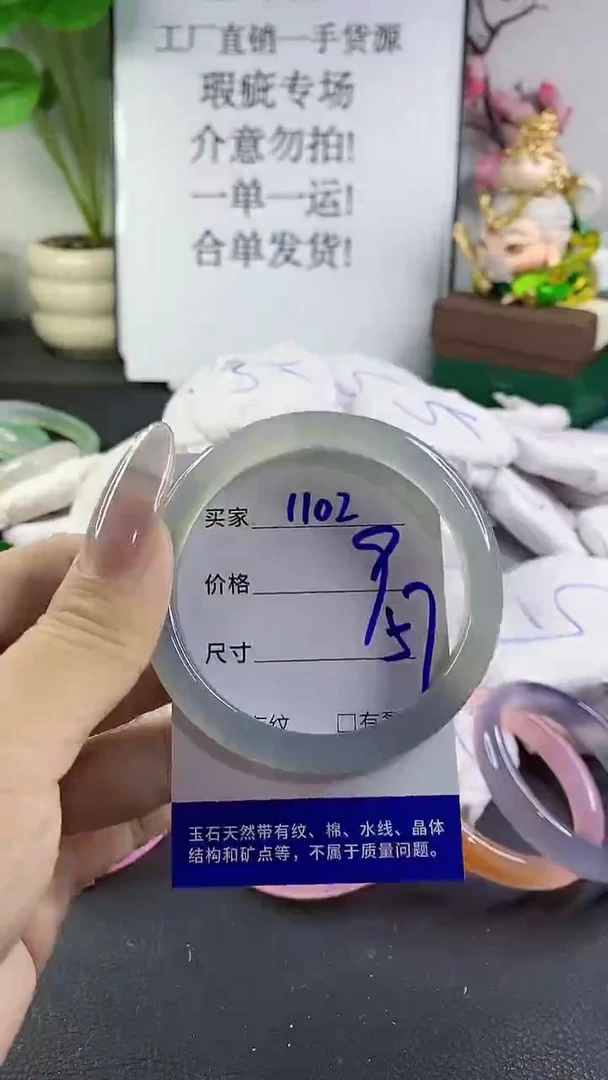 工厂直销一手货源
瑕疵专场
介意勿拍!
一单一运!
合单发货!
买家 1102
价格
尺寸 57
纹 □有
玉石天然带有纹、棉、水线、晶体
结构和矿点等，不属于质量问题。